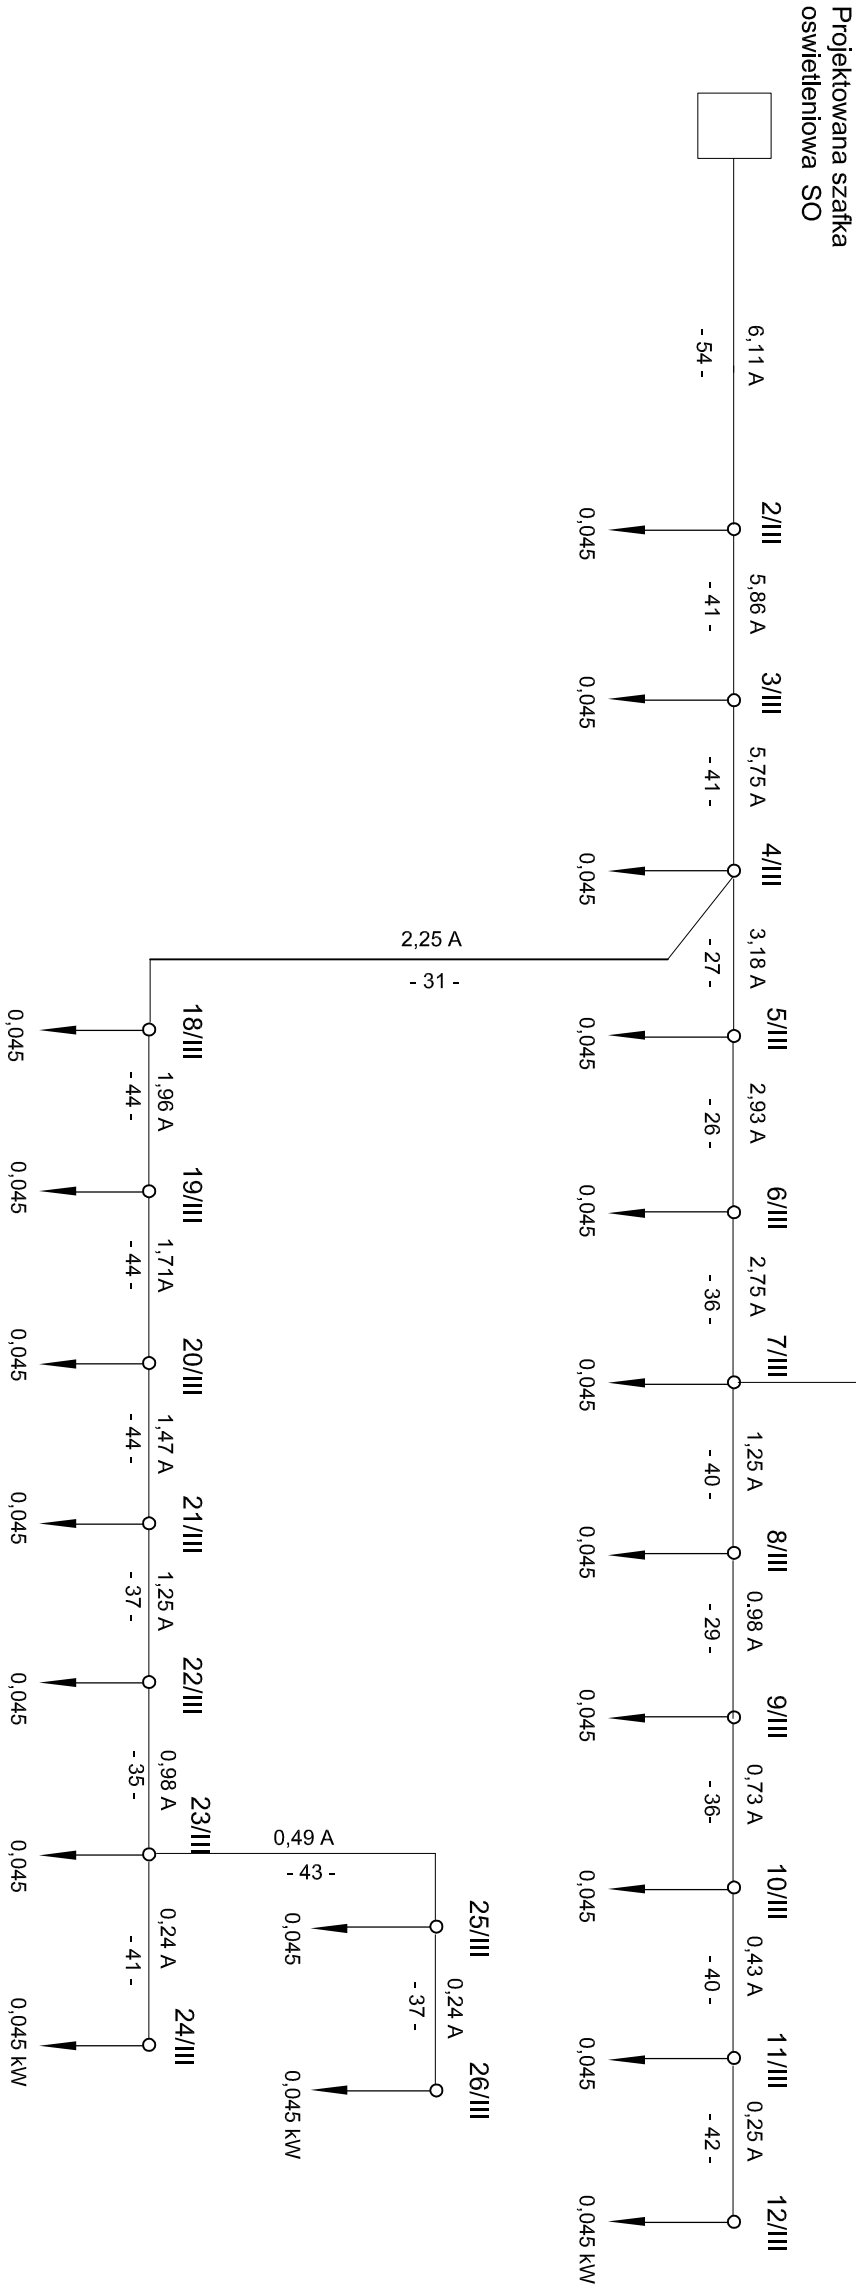 Projektowana szafka
oswietleniowa SO
6,11 A
- 54 -
2/III
0,045
5,86 A
- 41 -
3/III
0,045
5,75 A
- 41 -
4/III
0,045
3,18 A
- 27 -
5/III
0,045
2,93 A
- 26 -
6/III
0,045
2,75 A
- 36 -
7/III
0,045
1,25 A
- 40 -
8/III
0,045
0.98 A
- 29 -
9/III
0,045
0,73 A
- 36-
10/III
0,045
0,43 A
- 40 -
11/III
0,045
0,25 A
- 42 -
12/III
0,045 kW
2,25 A
- 31 -
18/III
0,045
1,96 A
- 44 -
19/III
0,045
1,71A
- 44 -
20/III
0,045
1,47 A
- 44 -
21/III
0,045
1,25 A
- 37 -
22/III
0,045
0,98 A
- 35 -
23/III
0,045
0,24 A
- 41 -
24/III
0,045 kW
0,49 A
- 43 -
25/III
0,045
0,24 A
- 37 -
26/III
0,045 kW